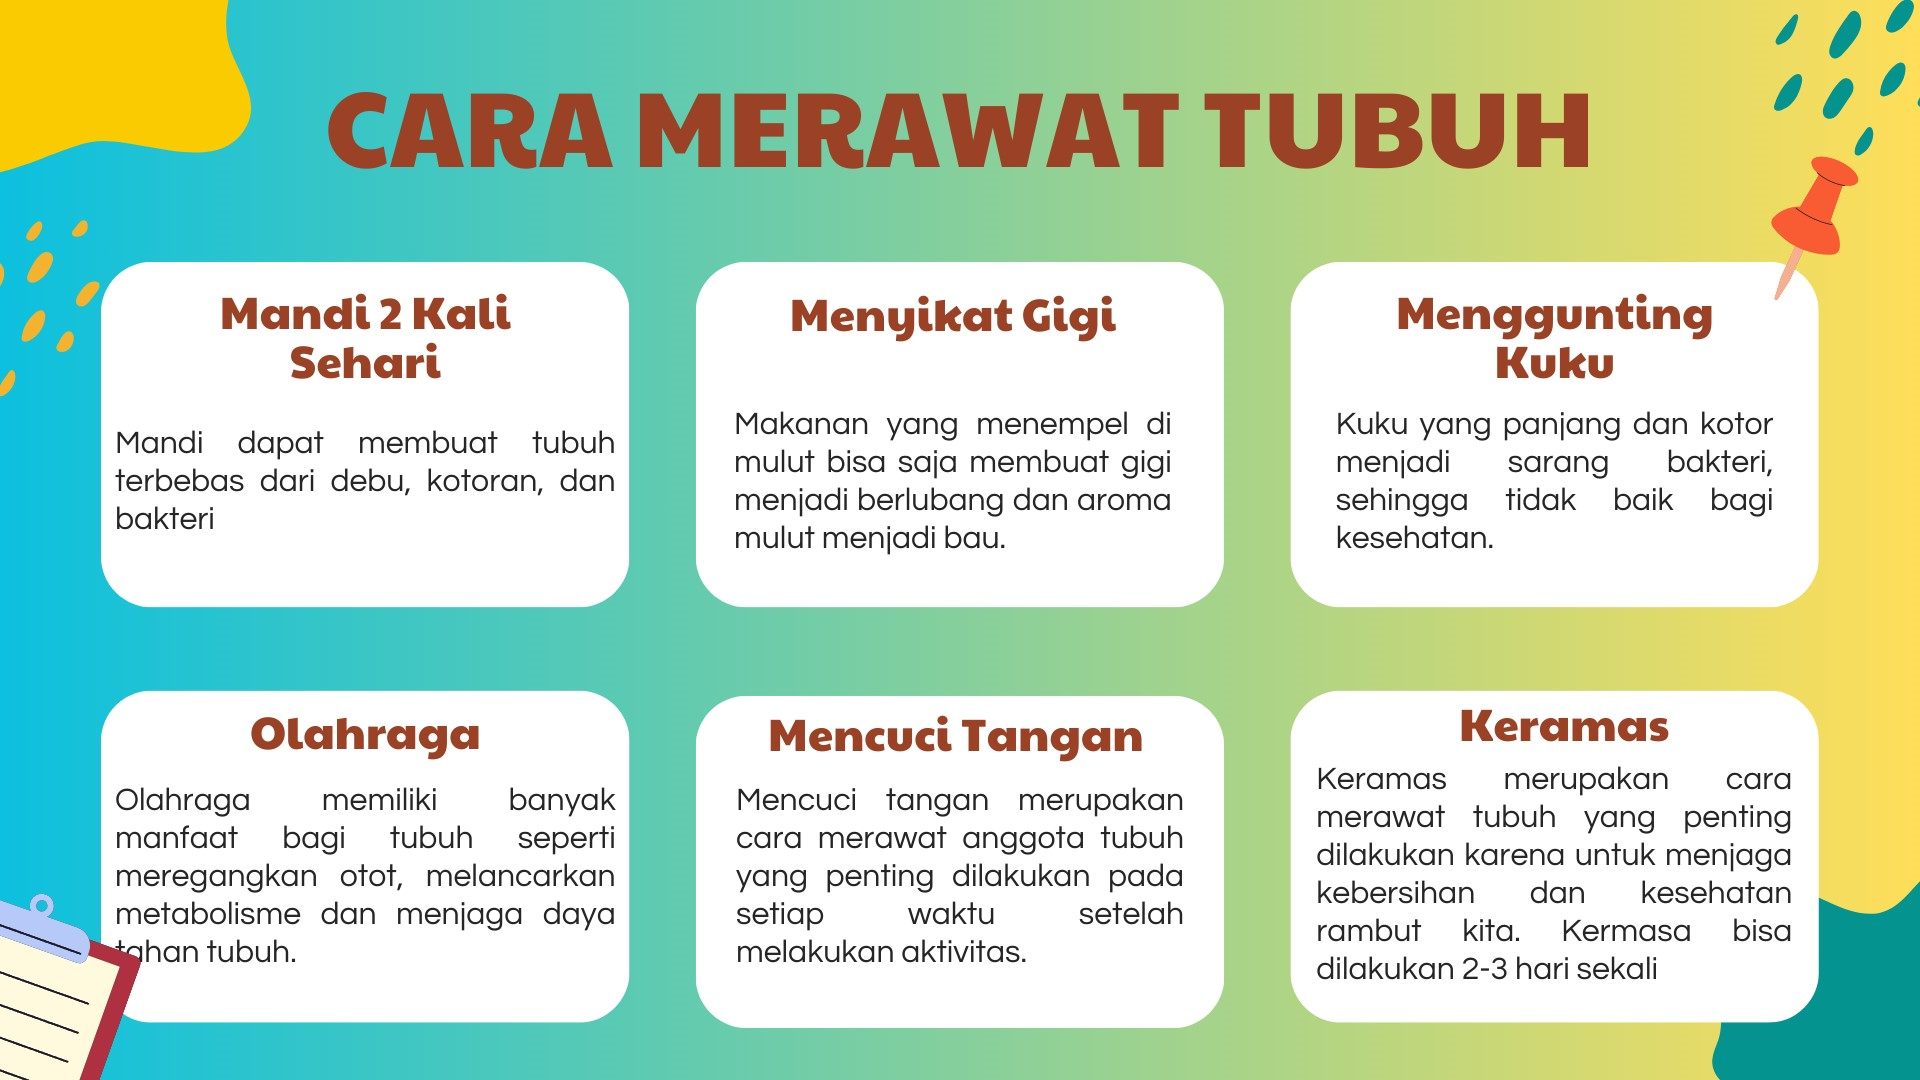 CARA MERAWAT TUBUH
Mandi 2 Kali
Sehari
Mandi dapat membuat tubuh
terbebas dari debu, kotoran, dan
bakteri
Menyikat Gigi
Makanan yang menempel di
mulut bisa saja membuat gigi
menjadi berlubang dan aroma
mulut menjadi bau.
Menggunting
Kuku
Kuku yang panjang dan kotor
menjadi sarang bakteri,
sehingga tidak baik bagi
kesehatan.
Olahraga
Olahraga memiliki banyak
manfaat bagi tubuh seperti
meregangkan otot, melancarkan
metabolisme dan menjaga daya
tahan tubuh.
Mencuci Tangan
Mencuci tangan merupakan
cara merawat anggota tubuh
yang penting dilakukan pada
setiap waktu setelah
melakukan aktivitas.
Keramas
Keramas merupakan cara
merawat tubuh yang penting
dilakukan karena untuk menjaga
kebersihan dan kesehatan
rambut kita. Kermasa bisa
dilakukan 2-3 hari sekali